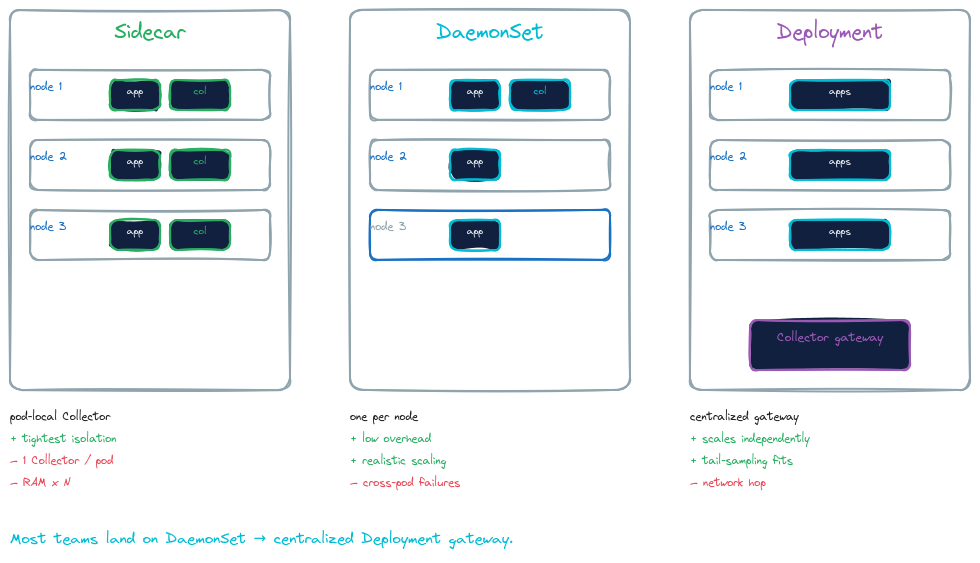 Sidecar
node 1
app
col
node 2
app
col
node 3
app
col
pod-local Collector
+ tightest isolation
− 1 Collector / pod
− RAM x N
DaemonSet
node 1
app
col
node 2
app
node 3
app
one per node
+ low overhead
+ realistic scaling
− cross-pod failures
Deployment
node 1
apps
node 2
apps
node 3
apps
Collector gateway
centralized gateway
+ scales independently
+ tail-sampling fits
− network hop
Most teams land on DaemonSet → centralized Deployment gateway.